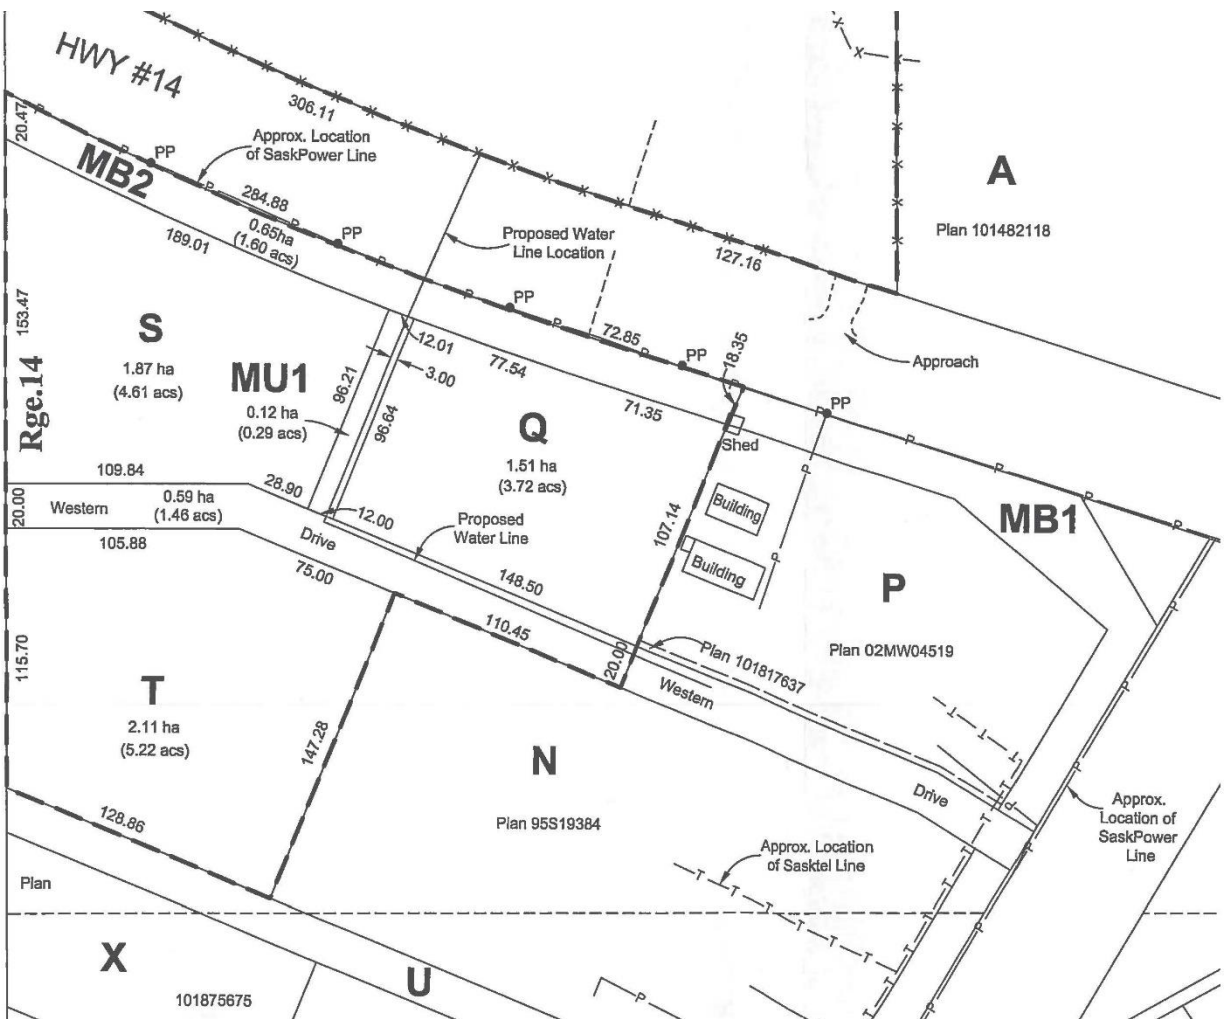 HWY #14
306.11
20.47
PP
Approx. Location
of SaskPower Line
MB2
284.88
0.65ha
(1.60 acs)
189.01
PP
Proposed Water
Line Location
127.16
A
Plan 101482118
153.47
S
1.87 ha
(4.61 acs)
Rge.14
MU1
0.12 ha
(0.29 acs)
96.21
96.64
12.01
3.00
77.54
PP
72.85
PP
18.35
Approach
71.35
Q
1.51 ha
(3.72 acs)
Shed
PP
109.84
28.90
20.00
Western
0.59 ha
(1.46 acs)
12.00
Proposed
Water Line
107.14
Building
Building
MB1
P
Plan 02MW04519
105.88
Drive
75.00
148.50
110.45
20.00
Plan 101817637
Western
115.70
T
2.11 ha
(5.22 acs)
147.28
N
Plan 95S19384
Drive
Approx.
Location of
SaskPower
Line
128.86
Approx. Location
of Sasktel Line
Plan
X
101875675
U